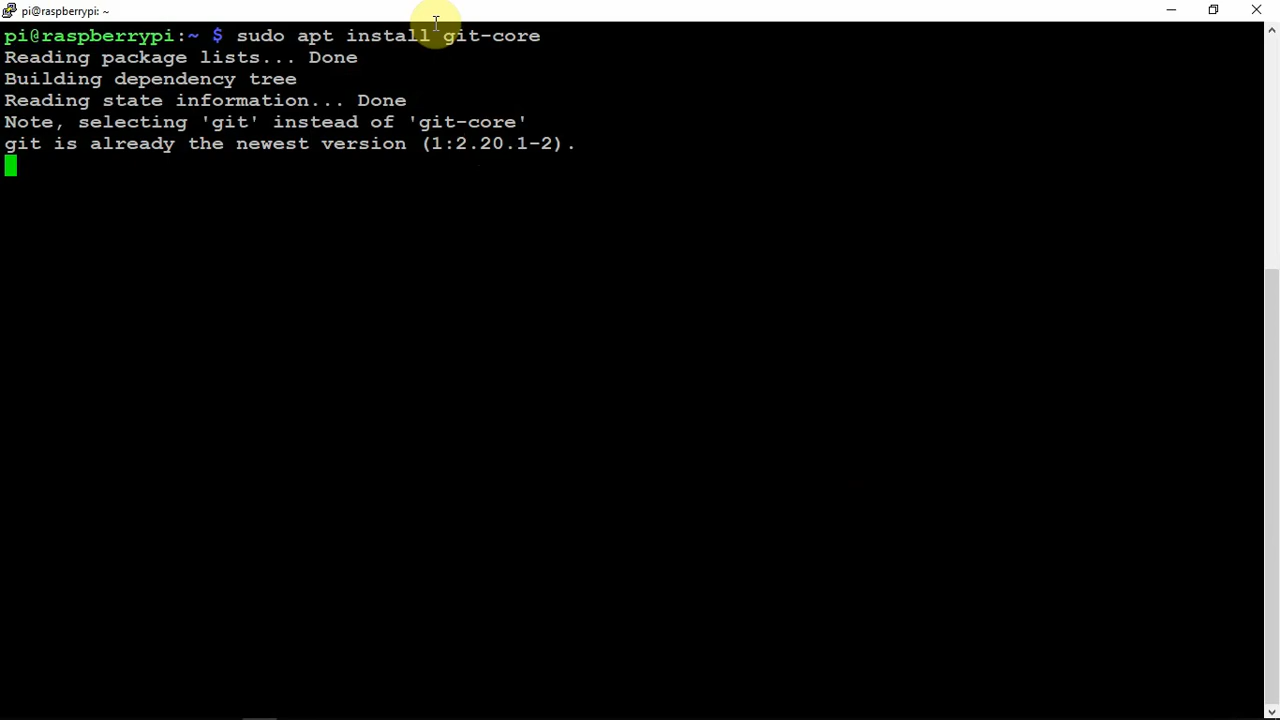 pi@raspberrypi: ~
pi@raspberrypi:~ $ sudo apt install git-core
Reading package lists... Done
Building dependency tree
Reading state information... Done
Note, selecting 'git' instead of 'git-core'
git is already the newest version (1:2.20.1-2).